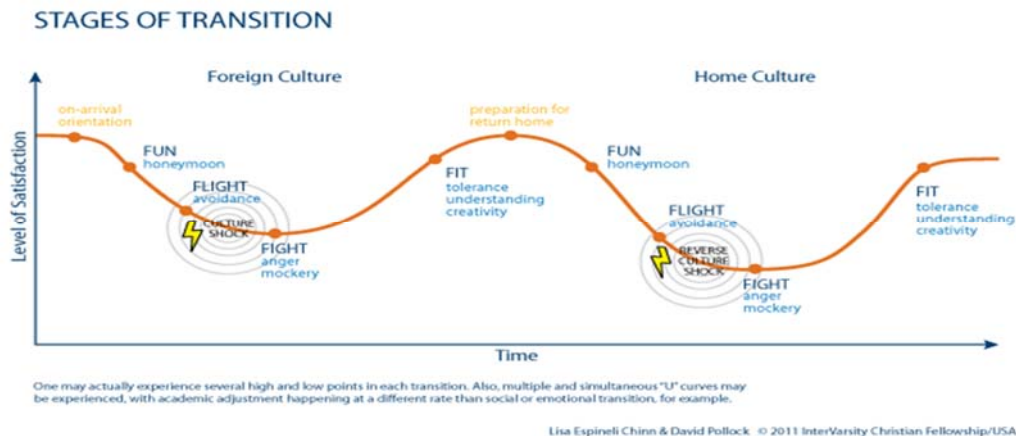 STAGES OF TRANSITION
Foreign Culture
Home Culture
Level of Satisfaction
on-arrival
orientation
FUN
honeymoon
FLIGHT
avoidance
CULTURE
SHOCK
FIGHT
anger
mockery
FIT
tolerance
understanding
creativity
preparation for
return home
FUN
honeymoon
FLIGHT
avoidance
REVERSE
CULTURE
SHOCK
FIGHT
anger
mockery
FIT
tolerance
understanding
creativity
Time
One may actually experience several high and low points in each transition. Also, multiple and simultaneous "U" curves may
be experienced, with academic adjustment happening at a different rate than social or emotional transition, for example.
Lisa Espineli Chinn & David Pollock © 2011 InterVarsity Christian Fellowship/USA